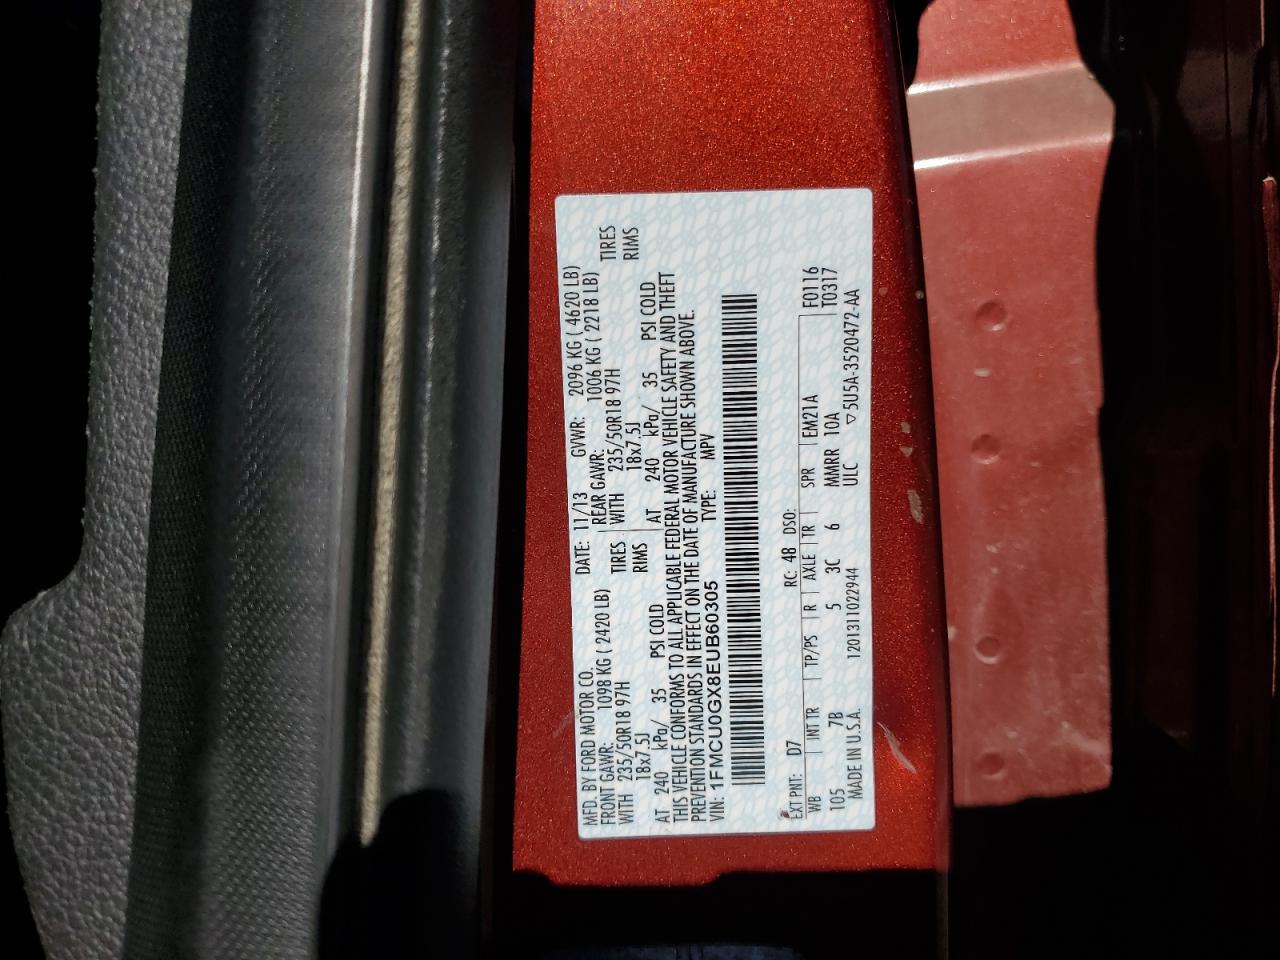 MFD. BY FORD MOTOR CO. DATE: 11/13 GVWR: 2096 KG ( 4620 LB)
FRONT GAWR: 1098 KG ( 2420 LB) REAR GAWR: 1006 KG ( 2218 LB)
WITH 235/50R18 97H TIRES WITH 235/50R18 97H TIRES
18x7.5J RIMS 18x7.5J RIMS
AT 240 kPa/ 35 PSI COLD AT 240 kPa/ 35 PSI COLD
THIS VEHICLE CONFORMS TO ALL APPLICABLE FEDERAL MOTOR VEHICLE SAFETY AND THEFT
PREVENTION STANDARDS IN EFFECT ON THE DATE OF MANUFACTURE SHOWN ABOVE.
VIN: 1FMCU0GX8EUB60305 TYPE: MPV
EXT PNT: D7 RC: 48 DSO:
WB INT TR TP/PS R AXLE TR SPR EM21A E0116
105 7B 5 3C 6 MMRR 10A T0317
MADE IN U.S.A. 1201311022944 ULC ▽5U5A-3520472-AA